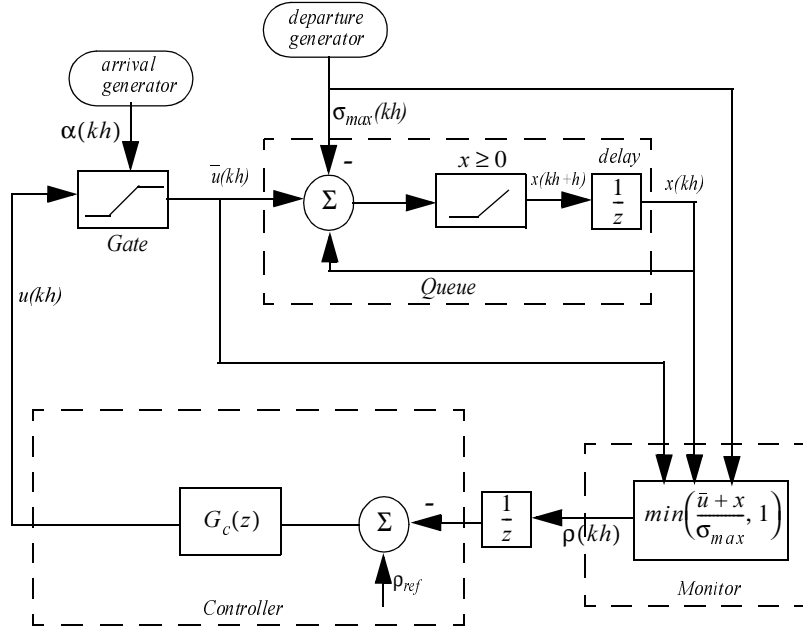 departure
generator
arrival
generator
α(kh)
σmax(kh)
-
x ≥ 0
delay
ū(kh)
Σ
x(kh+h)
1/z
x(kh)
Gate
Queue
u(kh)
Gc(z)
-
Σ
1/z
ρ(kh)
min((ū + x)/σmax, 1)
ρref
Controller
Monitor